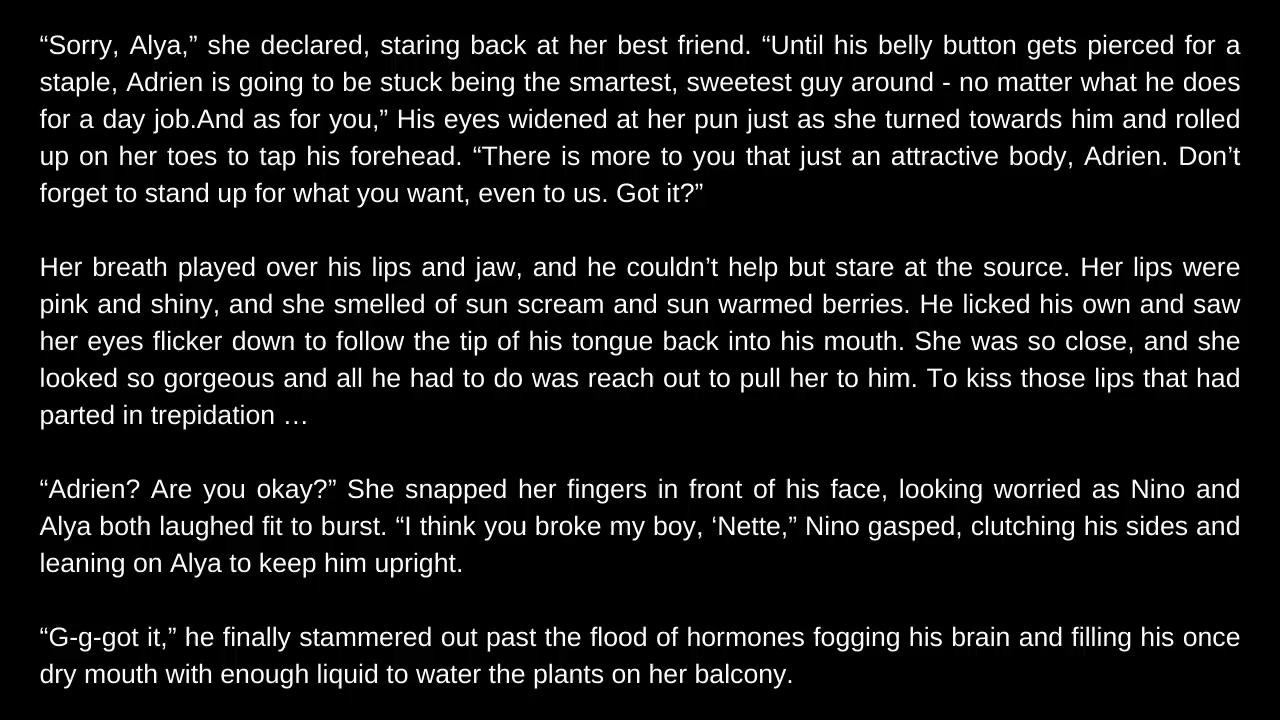 “Sorry, Alya,” she declared, staring back at her best friend. “Until his belly button gets pierced for a
staple, Adrien is going to be stuck being the smartest, sweetest guy around - no matter what he does
for a day job.And as for you,” His eyes widened at her pun just as she turned towards him and rolled
up on her toes to tap his forehead. “There is more to you that just an attractive body, Adrien. Don’t
forget to stand up for what you want, even to us. Got it?”

Her breath played over his lips and jaw, and he couldn’t help but stare at the source. Her lips were
pink and shiny, and she smelled of sun scream and sun warmed berries. He licked his own and saw
her eyes flicker down to follow the tip of his tongue back into his mouth. She was so close, and she
looked so gorgeous and all he had to do was reach out to pull her to him. To kiss those lips that had
parted in trepidation …

“Adrien? Are you okay?” She snapped her fingers in front of his face, looking worried as Nino and
Alya both laughed fit to burst. “I think you broke my boy, ‘Nette,” Nino gasped, clutching his sides and
leaning on Alya to keep him upright.

“G-g-got it,” he finally stammered out past the flood of hormones fogging his brain and filling his once
dry mouth with enough liquid to water the plants on her balcony.